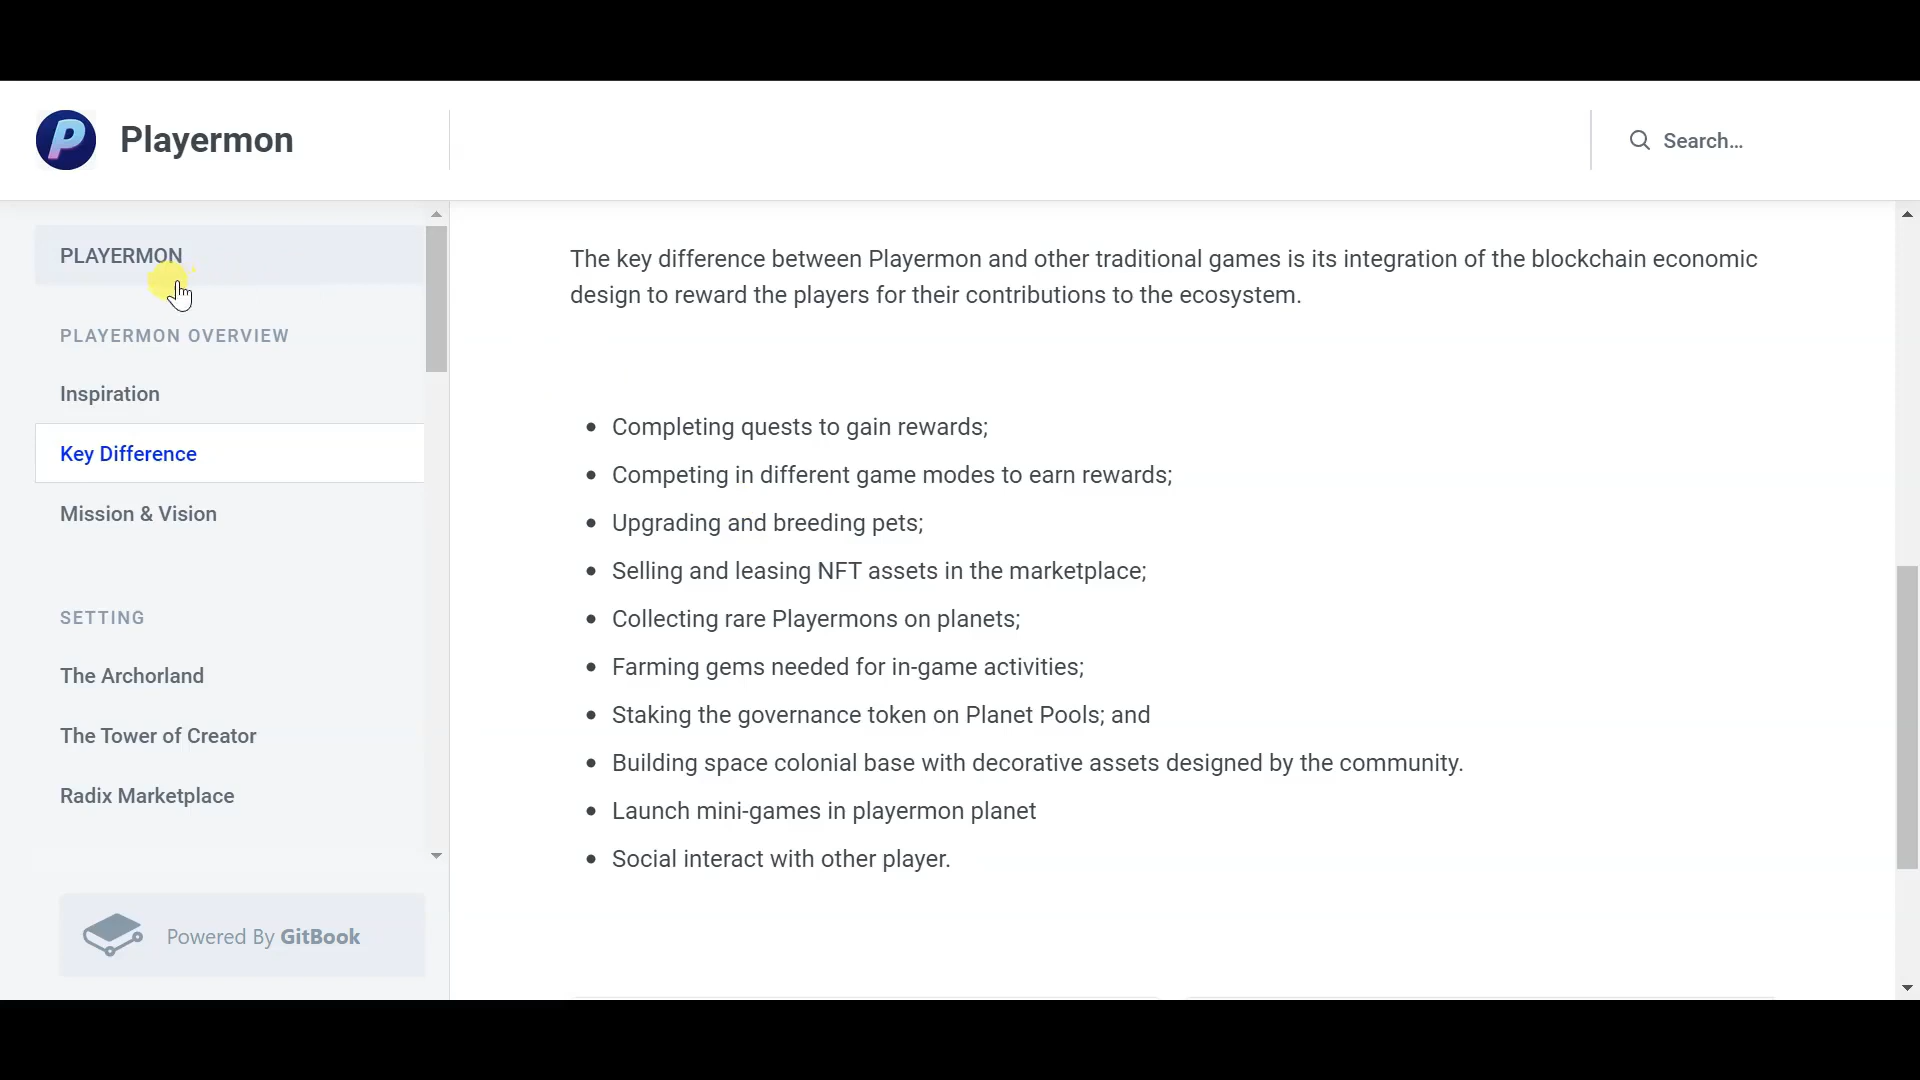 Playermon
Search...
PLAYERMON
PLAYERMON OVERVIEW
Inspiration
Key Difference
Mission & Vision
SETTING
The Archorland
The Tower of Creator
Radix Marketplace
Powered By GitBook
The key difference between Playermon and other traditional games is its integration of the blockchain economic
design to reward the players for their contributions to the ecosystem.
• Completing quests to gain rewards;
• Competing in different game modes to earn rewards;
• Upgrading and breeding pets;
• Selling and leasing NFT assets in the marketplace;
• Collecting rare Playermons on planets;
• Farming gems needed for in-game activities;
• Staking the governance token on Planet Pools; and
• Building space colonial base with decorative assets designed by the community.
• Launch mini-games in playermon planet
• Social interact with other player.